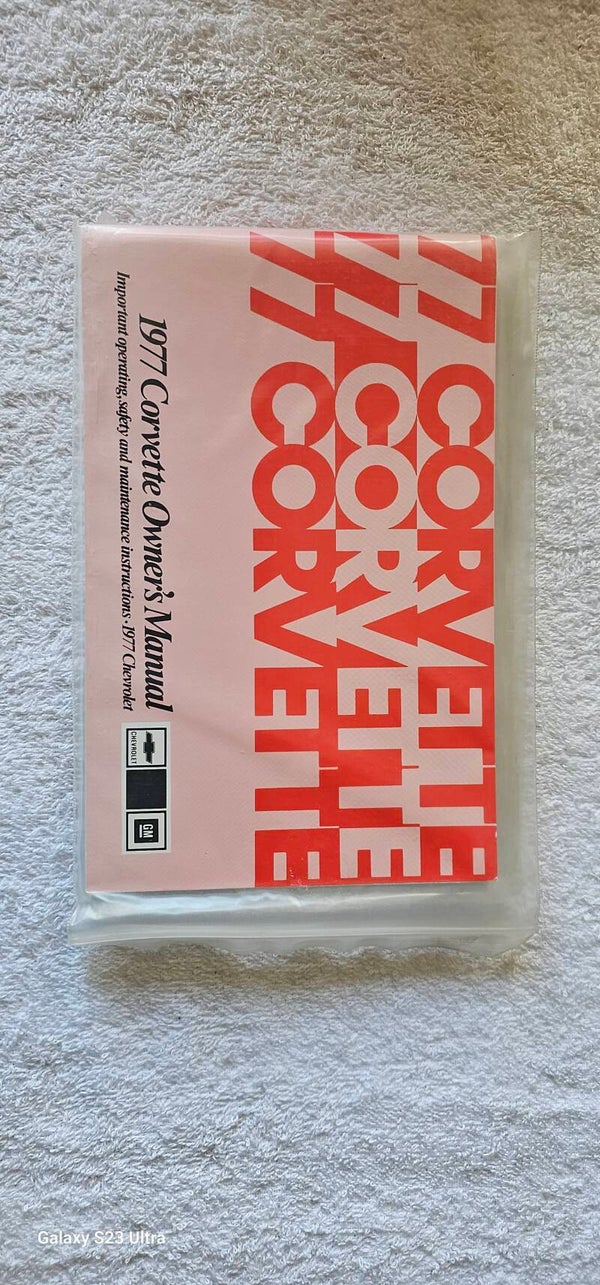 77 CORVETTE
77 CORVETTE
77 CORVETTE
1977 Corvette Owner's Manual
Important operating, safety and maintenance instructions • 1977 Chevrolet
CHEVROLET
GM
Galaxy S23 Ultra